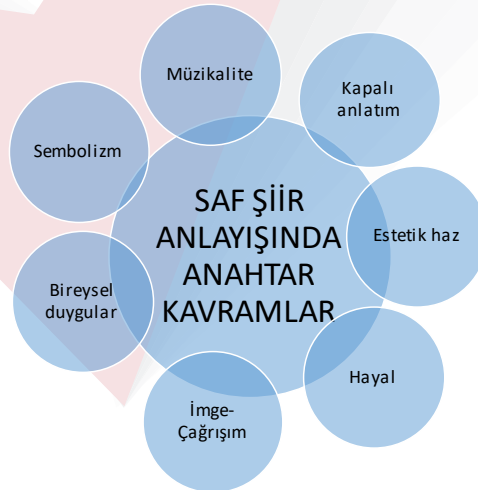 Müzikalite
Kapalı
anlatım
Sembolizm
SAF ŞİİR
ANLAYIŞINDA
ANAHTAR
KAVRAMLAR
Estetik haz
Bireysel
duygular
Hayal
İmge-
Çağrışım